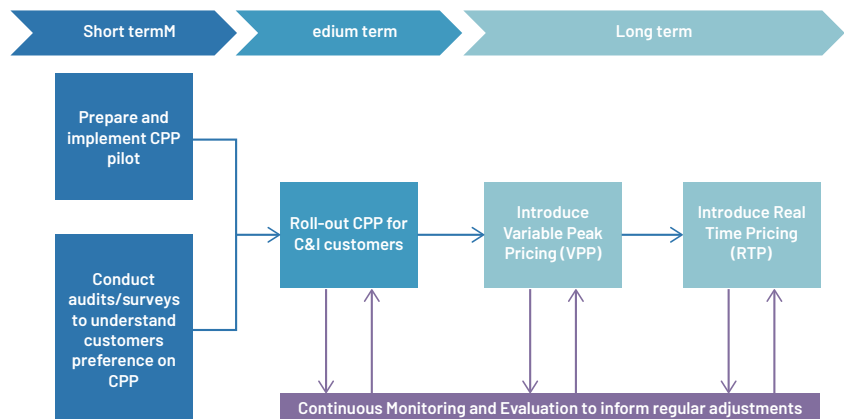 Short termM
edium term
Long term
Prepare and
implement CPP
pilot
Conduct
audits/surveys
to understand
customers
preference on
CPP
Roll-out CPP for
C&I customers
Introduce
Variable Peak
Pricing (VPP)
Introduce Real
Time Pricing
(RTP)
Continuous Monitoring and Evaluation to inform regular adjustments